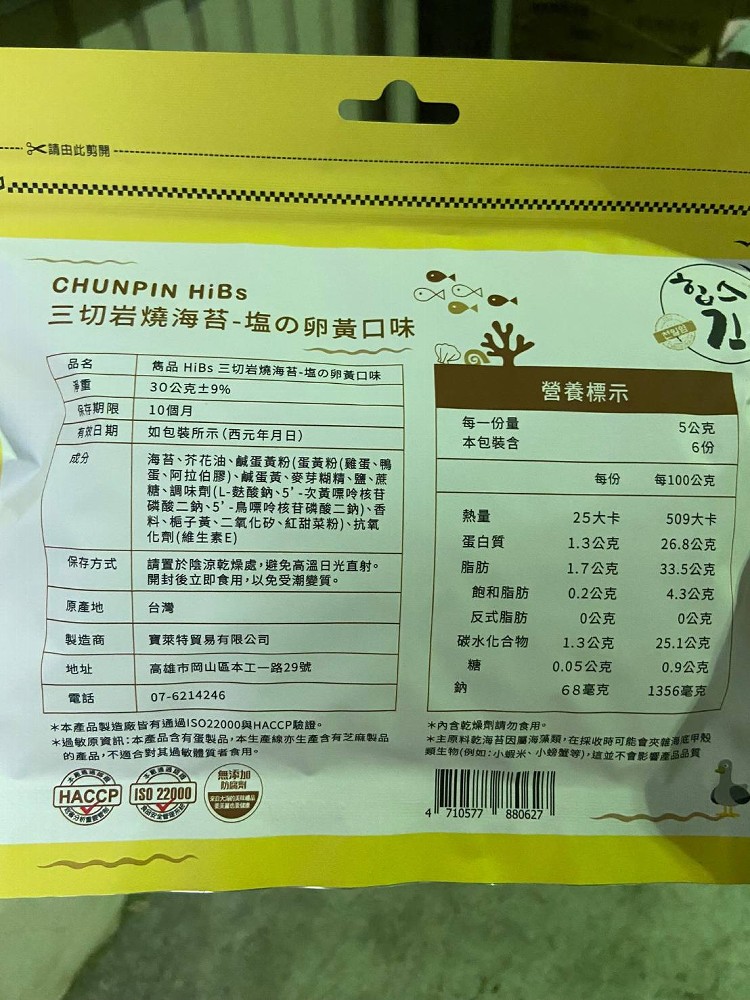 請由此剪開
CHUNPIN HiBs
三切岩燒海苔-塩の卵黃口味
品名 雋品 HiBs 三切岩燒海苔-塩の卵黃口味
淨重 30公克±9%
保存期限 10個月
有效日期 如包裝所示(西元年月日)
成分 海苔、芥花油、鹹蛋黃粉(蛋黃粉(雞蛋、鴨
蛋、阿拉伯膠)、鹹蛋黃、麥芽糊精、鹽、蔗
糖、調味劑(L-麩酸鈉、5'-次黃嘌呤核苷
磷酸二鈉、5'-鳥嘌呤核苷磷酸二鈉)、香
料、梔子黃、二氧化矽、紅甜菜粉)、抗氧
化劑(維生素E)
保存方式 請置於陰涼乾燥處,避免高溫日光直射。
開封後立即食用,以免受潮變質。
原產地 台灣
製造商 寶萊特貿易有限公司
地址 高雄市岡山區本工一路29號
電話 07-6214246
*本產品製造廠皆有通過ISO22000與HACCP驗證。
*過敏原資訊:本產品含有蛋製品,本生產線亦生產含有芝麻製品
的產品,不適合對其過敏體質者食用。
HACCP
ISO 22000
無添加
防腐劑
힙스
김
營養標示
每一份量 5公克
本包裝含 6份
每份 每100公克
熱量 25大卡 509大卡
蛋白質 1.3公克 26.8公克
脂肪 1.7公克 33.5公克
飽和脂肪 0.2公克 4.3公克
反式脂肪 0公克 0公克
碳水化合物 1.3公克 25.1公克
糖 0.05公克 0.9公克
鈉 68毫克 1356毫克
*內含乾燥劑請勿食用。
*主原料乾海苔因屬海藻類,在採收時可能會夾雜海底甲殼
類生物(例如:小蝦米、小螃蟹等),這並不會影響產品品質
4 710577 880627